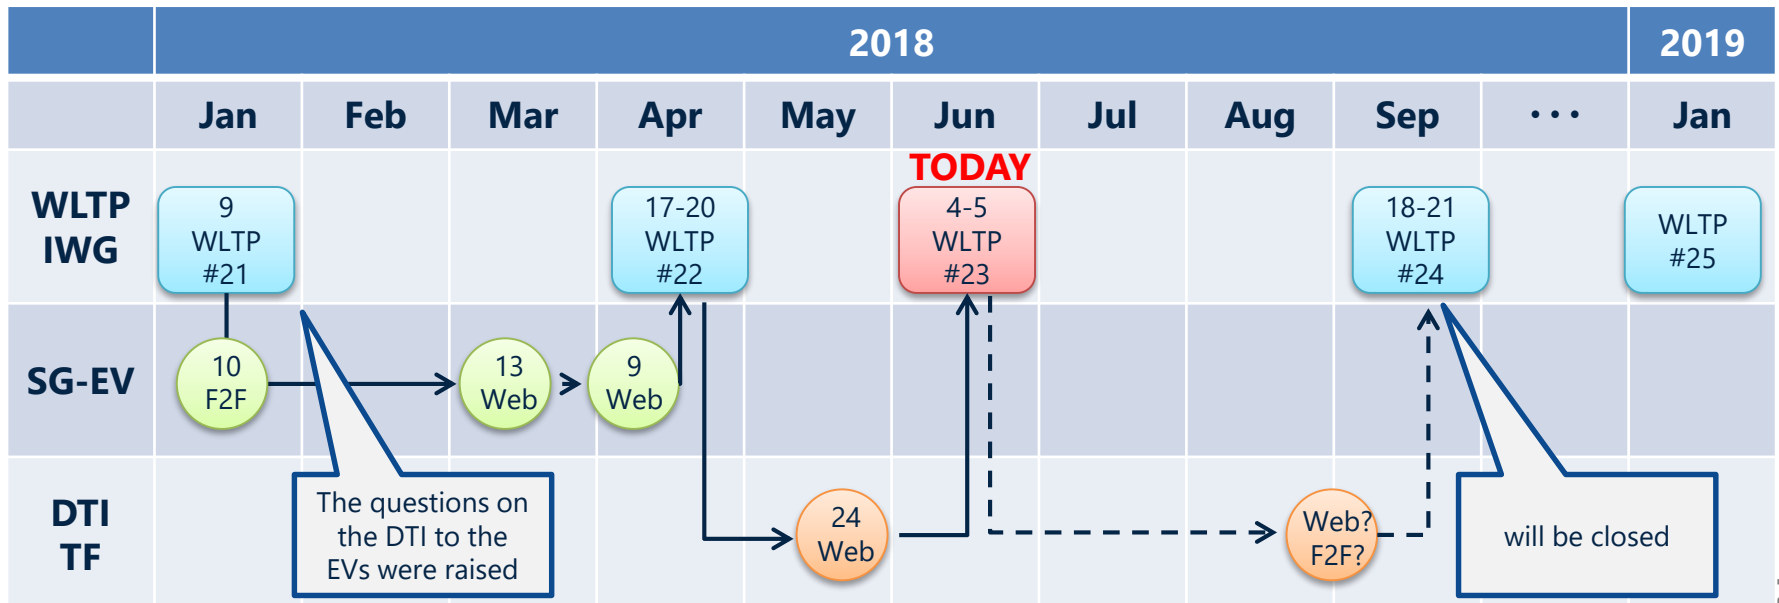 2018
2019
Jan
Feb
Mar
Apr
May
Jun
Jul
Aug
Sep
...
Jan
TODAY
WLTP
IWG
9
WLTP
#21
17-20
WLTP
#22
4-5
WLTP
#23
18-21
WLTP
#24
WLTP
#25
SG-EV
10
F2F
13
Web
9
Web
DTI
TF
The questions on
the DTI to the
EVs were raised
24
Web
Web?
F2F?
will be closed